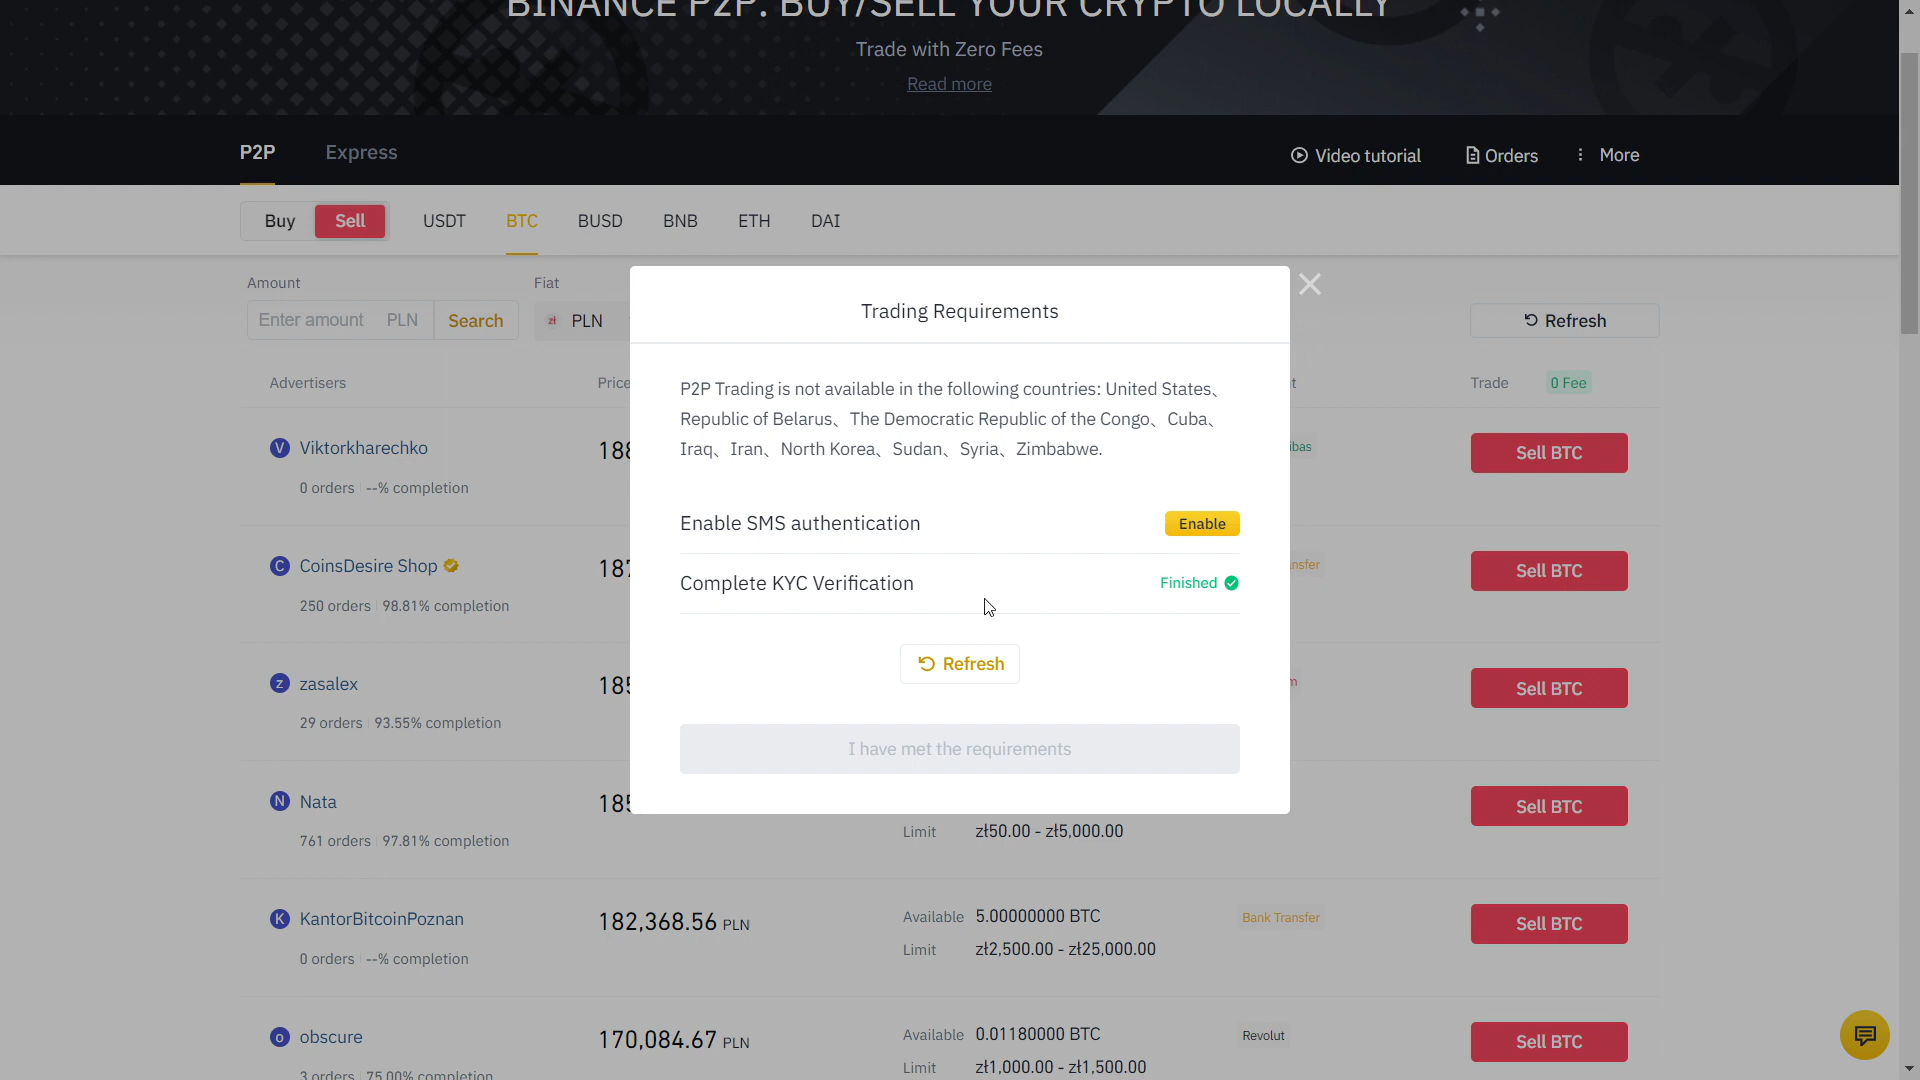 BINANCE P2P: BUY/SELL YOUR CRYPTO LOCALLY
Trade with Zero Fees
Read more
P2P Express Video tutorial Orders More
Buy Sell USDT BTC BUSD BNB ETH DAI
Amount Fiat
Enter amount PLN Search zł PLN Refresh
Trading Requirements
Advertisers Price Trade 0 Fee
P2P Trading is not available in the following countries: United States、
Republic of Belarus、The Democratic Republic of the Congo、Cuba、
Iraq、Iran、North Korea、Sudan、Syria、Zimbabwe.
V Viktorkharechko 188 Sell BTC
0 orders --% completion
Enable SMS authentication Enable
C CoinsDesire Shop 187 Sell BTC
250 orders 98.81% completion
Complete KYC Verification Finished
Refresh
z zasalex 185 Sell BTC
29 orders 93.55% completion
I have met the requirements
N Nata 185 Sell BTC
Limit zł50.00 - zł5,000.00
761 orders 97.81% completion
K KantorBitcoinPoznan 182,368.56 PLN Available 5.00000000 BTC Bank Transfer Sell BTC
Limit zł2,500.00 - zł25,000.00
0 orders --% completion
o obscure 170,084.67 PLN Available 0.01180000 BTC Revolut Sell BTC
Limit zł1,000.00 - zł1,500.00
3 orders 75.00% completion